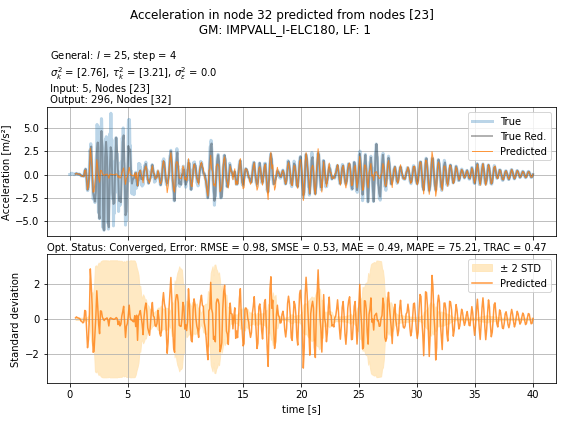 Acceleration in node 32 predicted from nodes [23]
GM: IMPVALL_I-ELC180, LF: 1
General: l = 25, step = 4
σ²ₖ = [2.76], τ²ₖ = [3.21], σ²ε = 0.0
Input: 5, Nodes [23]
Output: 296, Nodes [32]
Acceleration [m/s²]
5.0
2.5
0.0
−2.5
−5.0
True
True Red.
Predicted
Opt. Status: Converged, Error: RMSE = 0.98, SMSE = 0.53, MAE = 0.49, MAPE = 75.21, TRAC = 0.47
Standard deviation
2
0
−2
± 2 STD
Predicted
0 5 10 15 20 25 30 35 40
time [s]